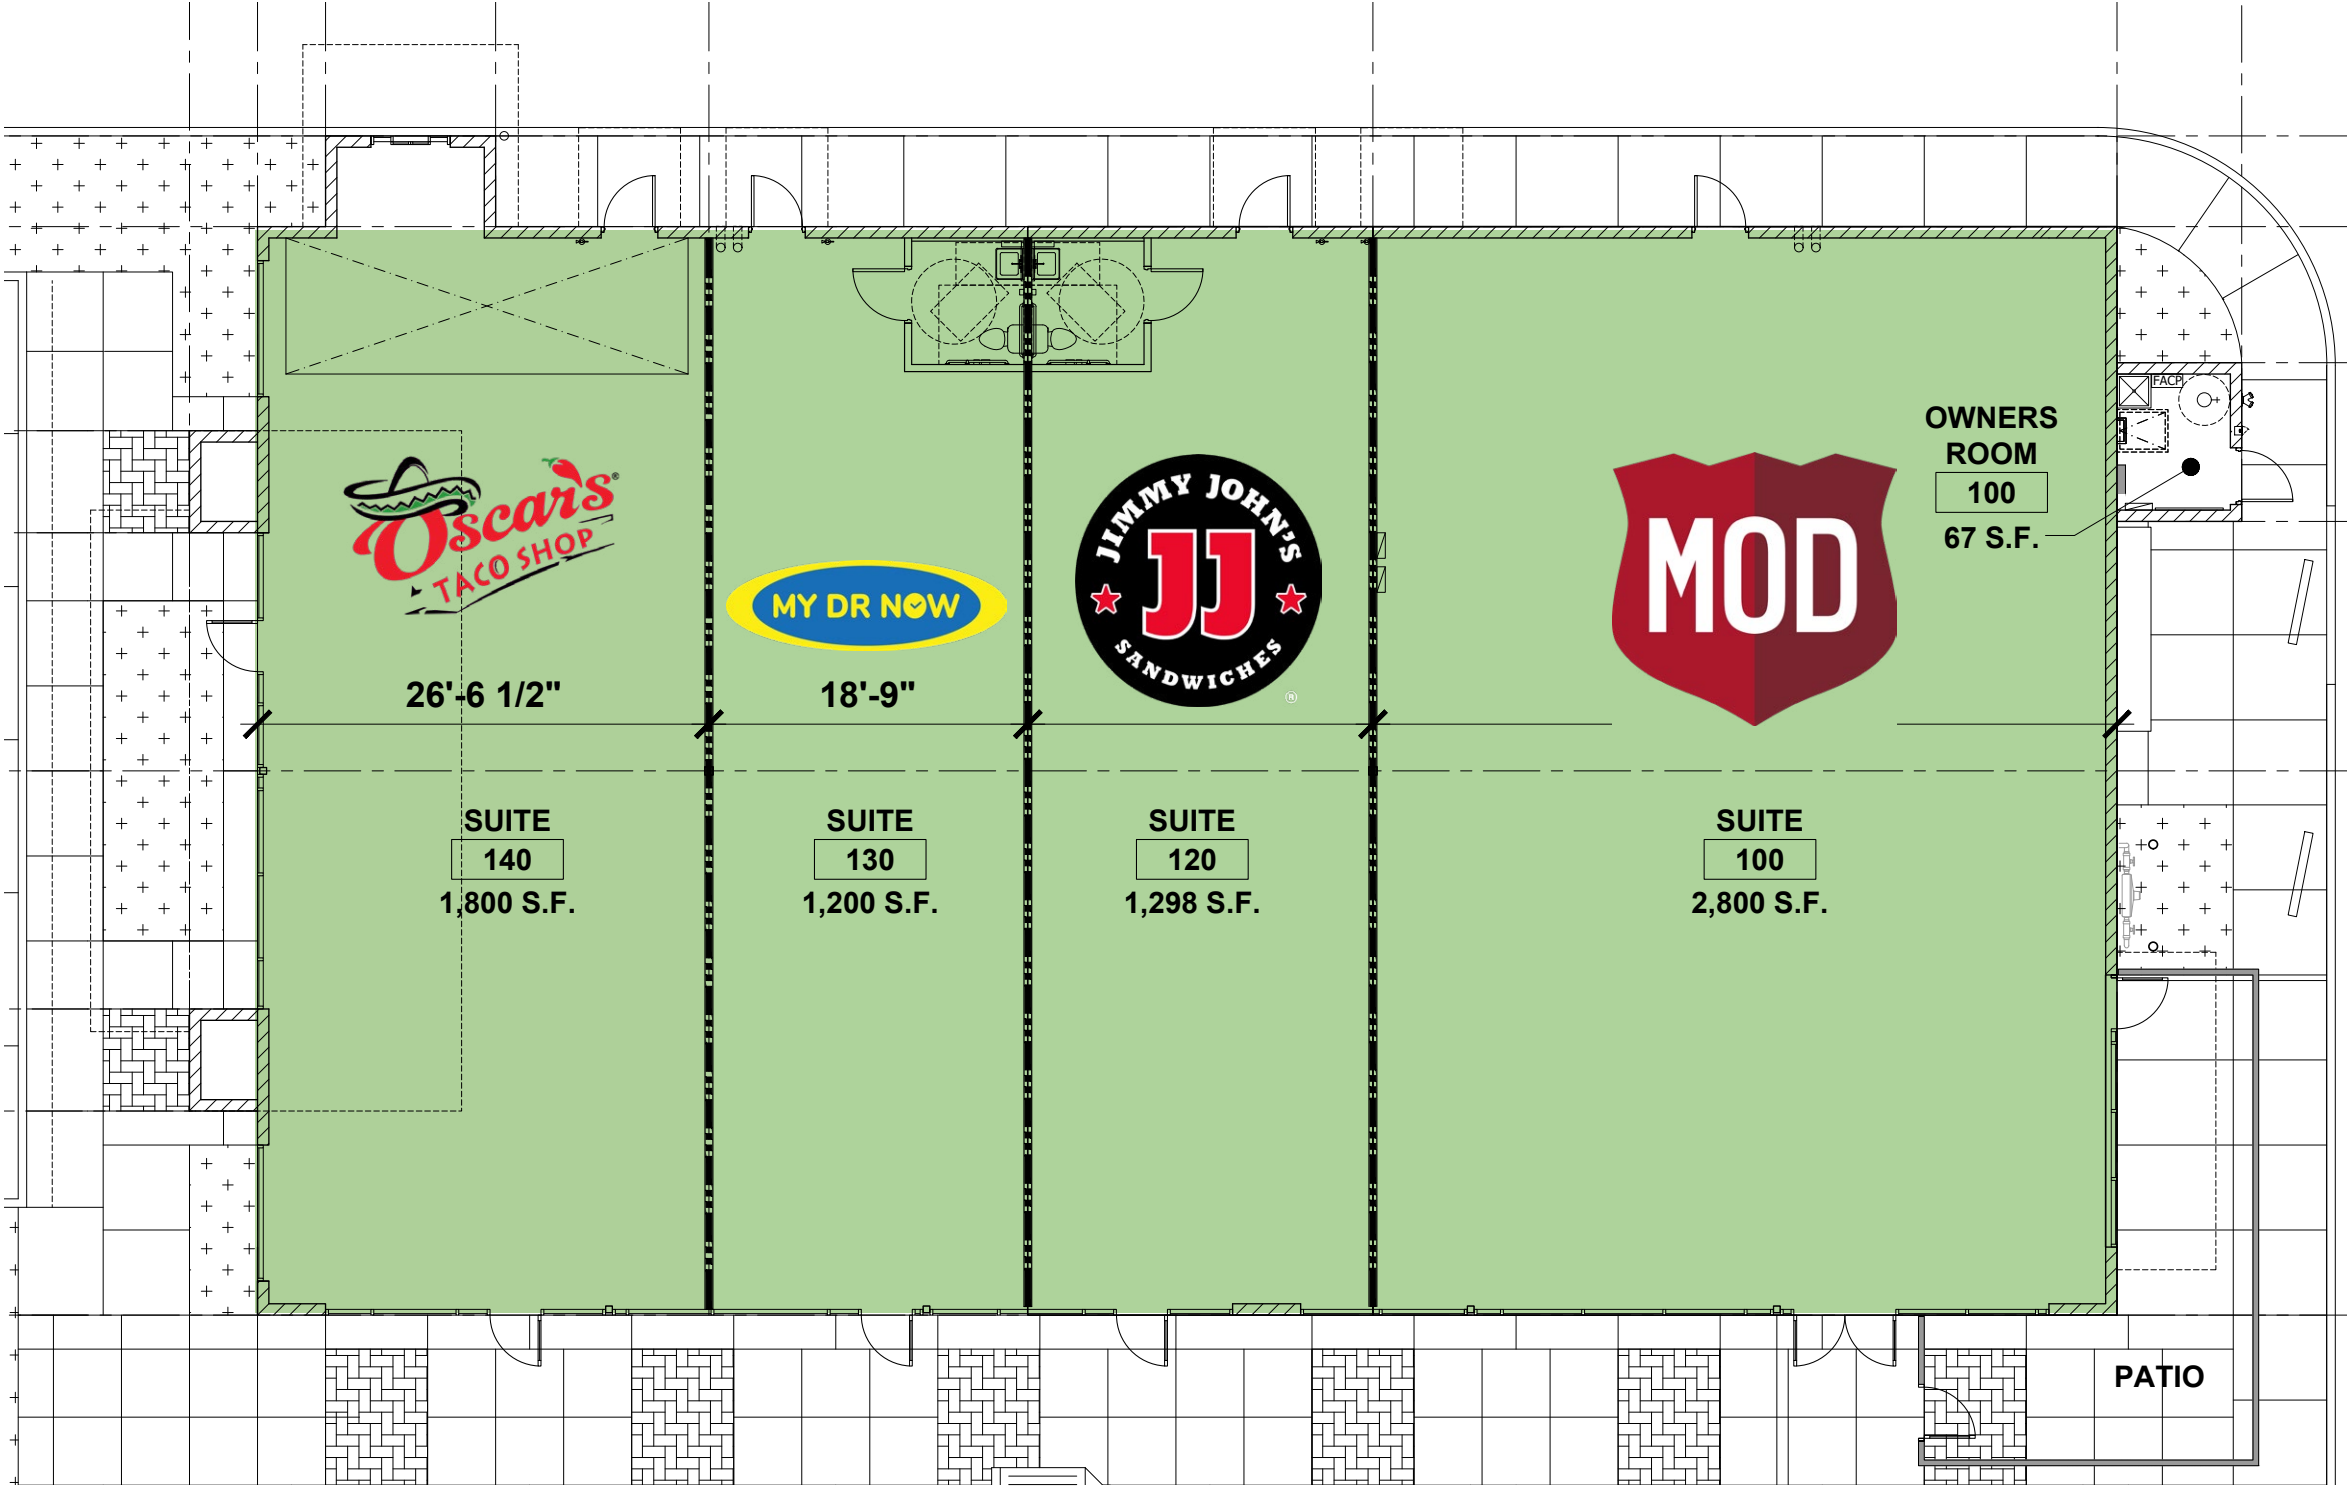 FACP
OWNERS
ROOM
100
67 S.F.
Oscar's®
TACO SHOP
MY DR NOW
JIMMY JOHN'S
JJ
SANDWICHES
®
MOD
26'-6 1/2"
18'-9"
SUITE
140
1,800 S.F.
SUITE
130
1,200 S.F.
SUITE
120
1,298 S.F.
SUITE
100
2,800 S.F.
PATIO